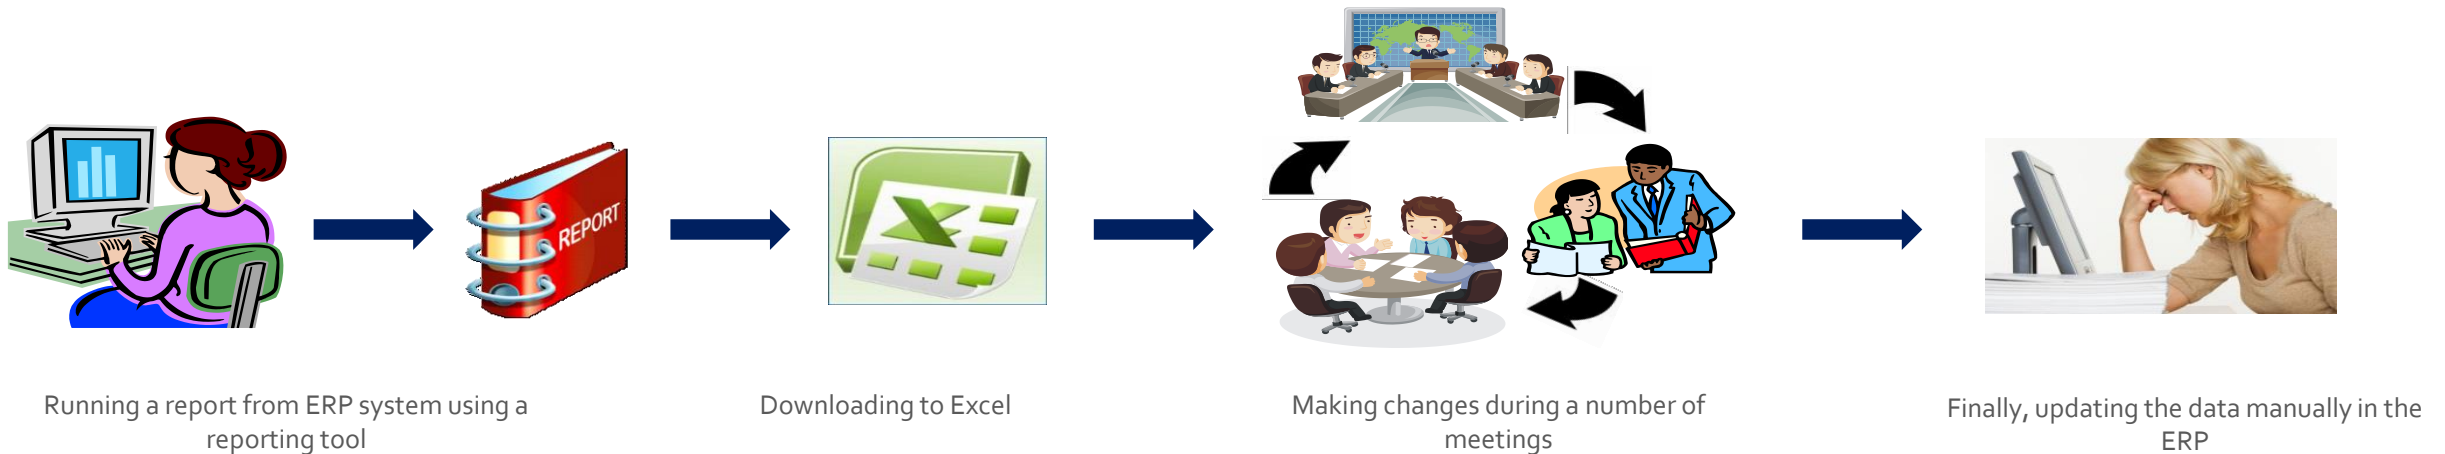 REPORT
Running a report from ERP system using a
reporting tool
Downloading to Excel
Making changes during a number of
meetings
Finally, updating the data manually in the
ERP